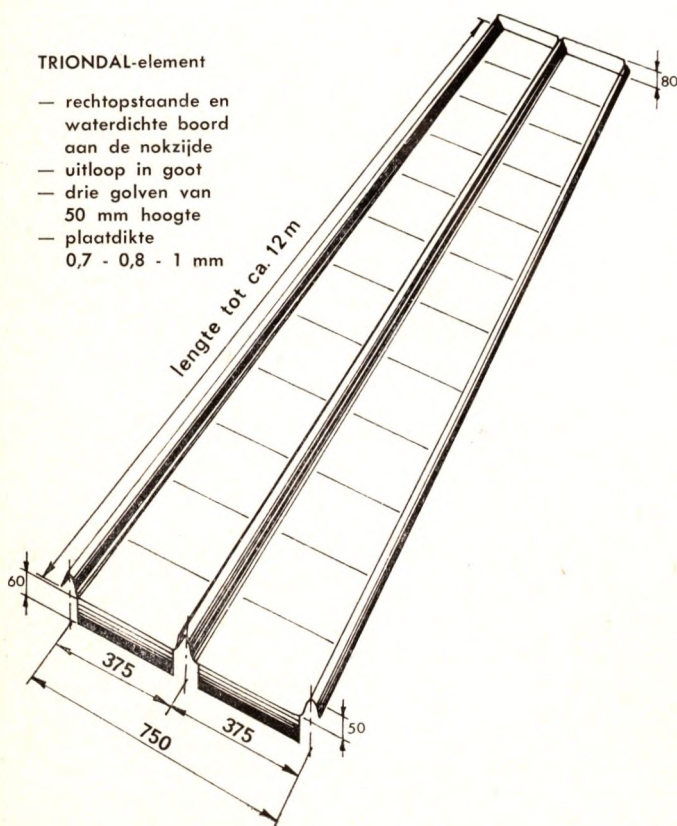 TRIONDAL-element
— rechtopstaande en
waterdichte boord
aan de nokzijde
— uitloop in goot
— drie golven van
50 mm hoogte
— plaatdikte
0,7 - 0,8 - 1 mm
80
lengte tot ca. 12 m
60
375
375
750
50